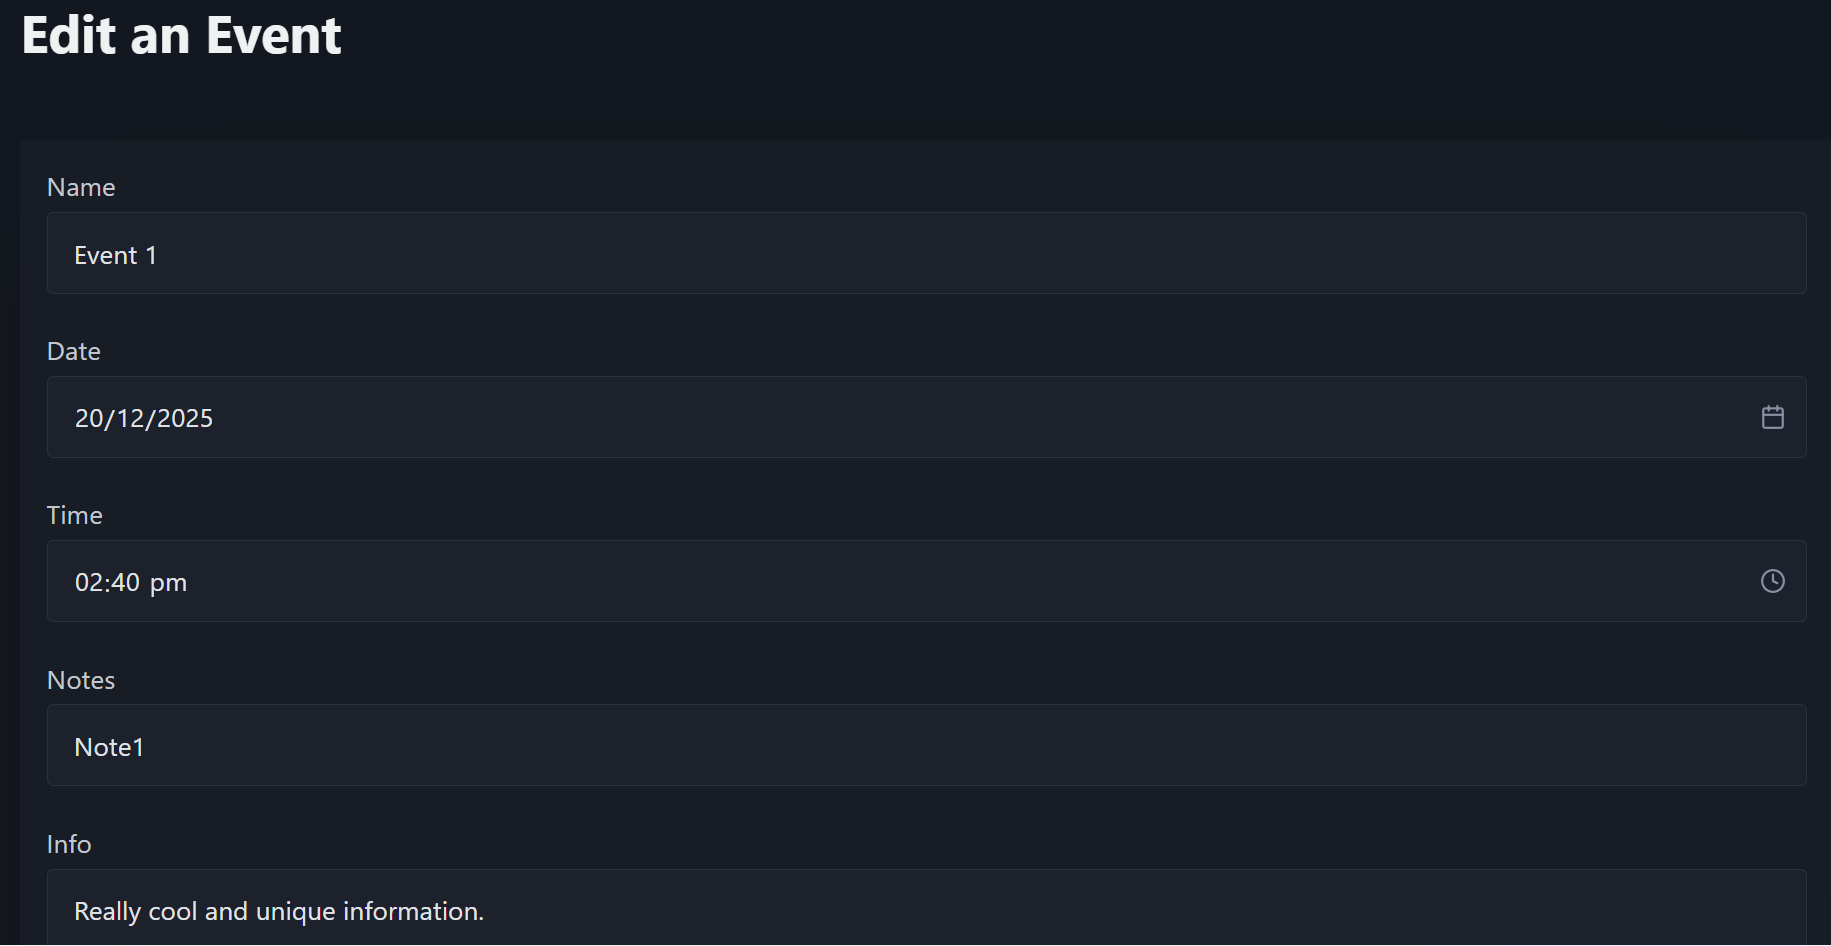 Edit an Event
Name
Event 1
Date
20/12/2025
Time
02:40 pm
Notes
Note1
Info
Really cool and unique information.